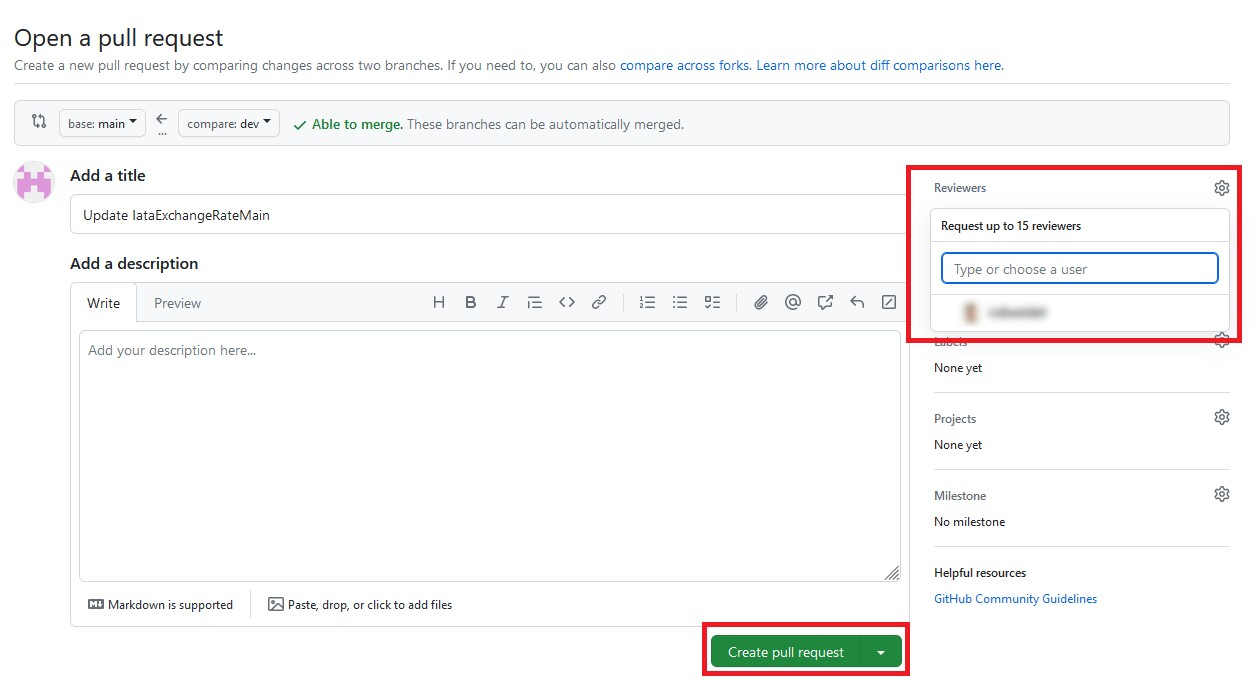 Open a pull request
Create a new pull request by comparing changes across two branches. If you need to, you can also compare across forks. Learn more about diff comparisons here.
base: main
compare: dev
Able to merge. These branches can be automatically merged.
Add a title
Update IataExchangeRateMain
Add a description
Write
Preview
Add your description here...
Markdown is supported
Paste, drop, or click to add files
Create pull request
Reviewers
Request up to 15 reviewers
Type or choose a user
Labels
None yet
Projects
None yet
Milestone
No milestone
Helpful resources
GitHub Community Guidelines